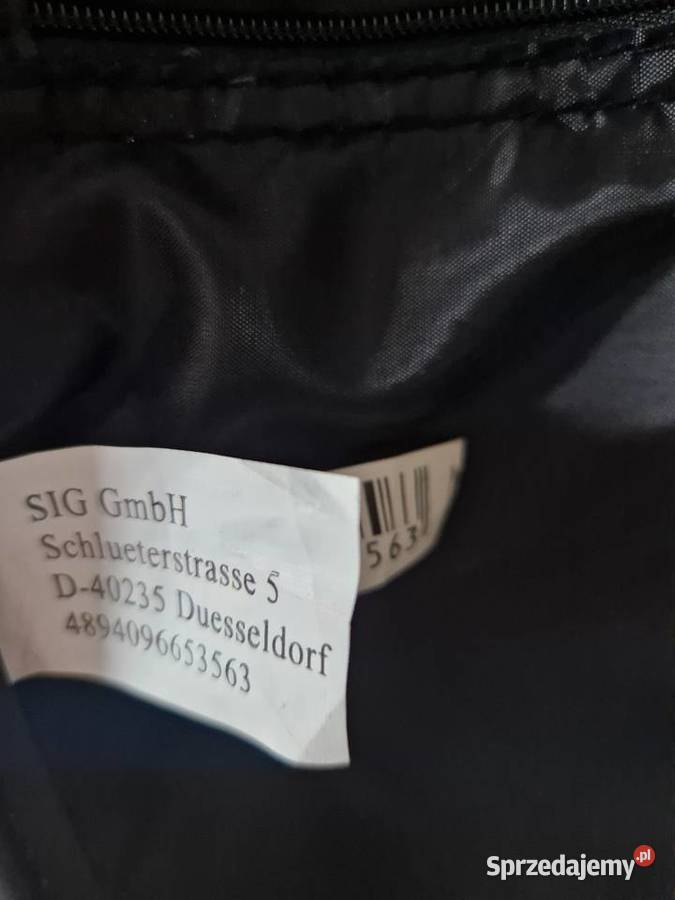 SIG GmbH
Schlueterstrasse 5
D-40235 Duesseldorf
4894096653563
563
Sprzedajemy.pl